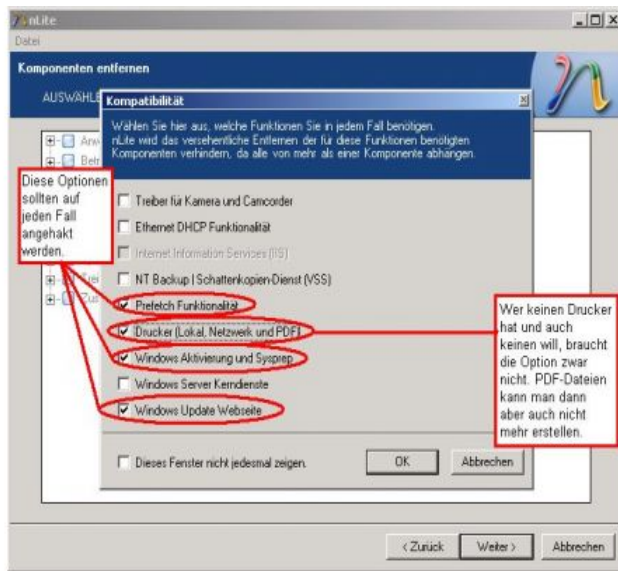 nLite
Datei
Komponenten entfernen
AUSWÄHLE
Kompatibilität
Wählen Sie hier aus, welche Funktionen Sie in jedem Fall benötigen.
nLite wird das versehentliche Entfernen der für diese Funktionen benötigten
Komponenten verhindern, da alle von mehr als einer Komponente abhängen.
Anw
Betr
Diese Optionen
sollten auf
jeden Fall
angehakt
werden.
Trei
Zus
Treiber für Kamera und Camcorder
Ethernet DHCP Funktionalität
Internet Information Services (IIS)
NT Backup | Schattenkopien-Dienst (VSS)
Prefetch Funktionalität
Drucker (Lokal, Netzwerk und PDF)
Windows Aktivierung und Sysprep
Windows Server Kerndienste
Windows Update Webseite
Wer keinen Drucker
hat und auch
keinen will, braucht
die Option zwar
nicht. PDF-Dateien
kann man dann
aber auch nicht
mehr erstellen.
Dieses Fenster nicht jedesmal zeigen.
OK
Abbrechen
< Zurück
Weiter >
Abbrechen